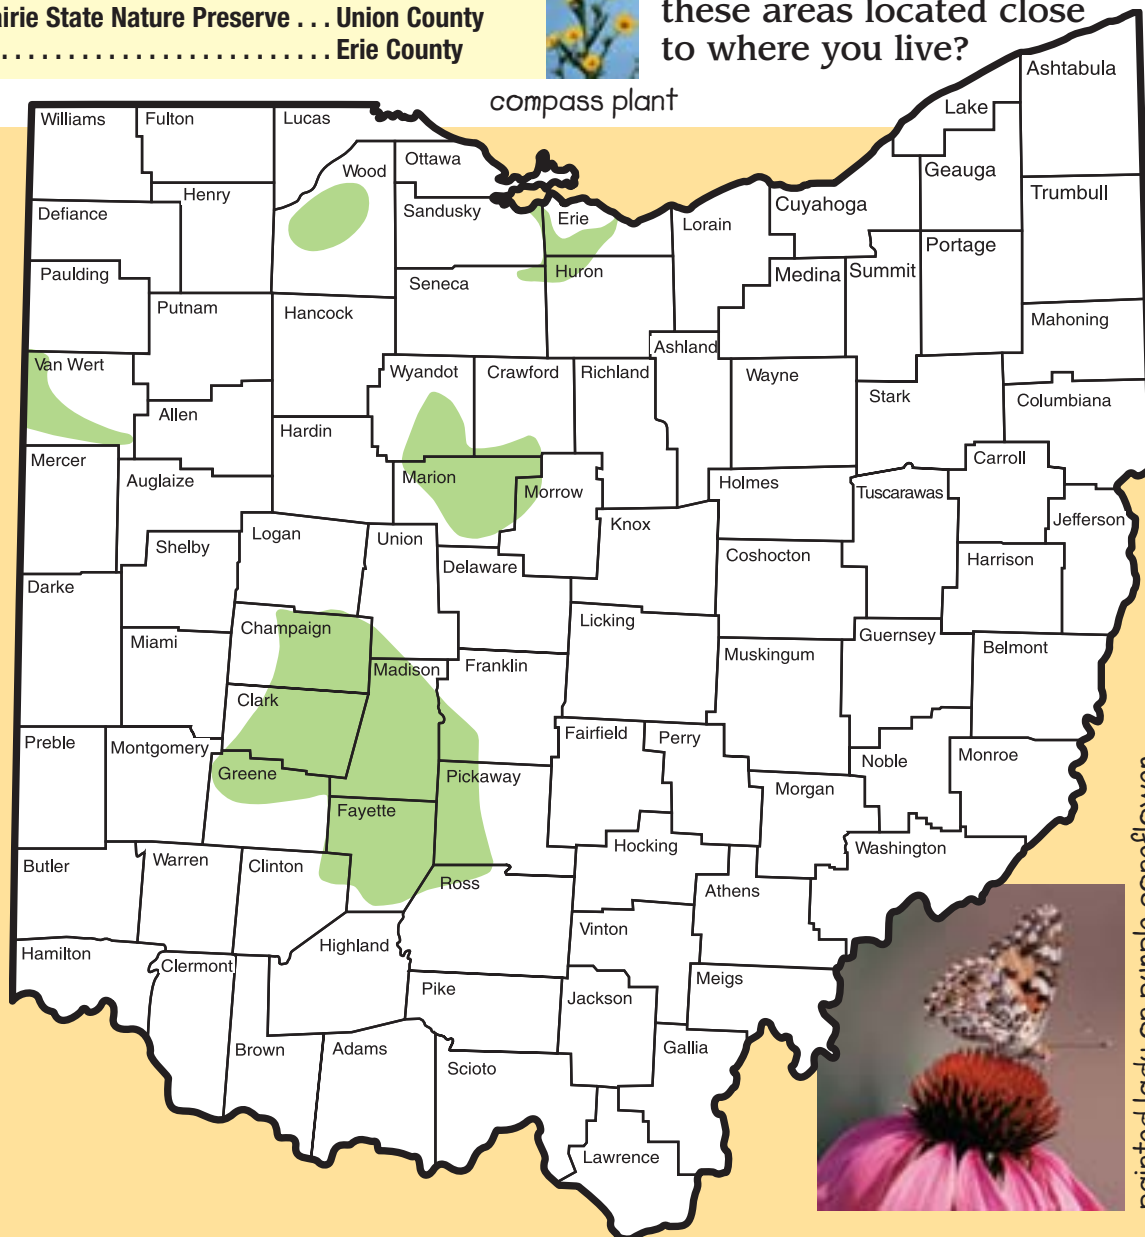 airie State Nature Preserve . . . Union County
. . . . . . . . . . . . . . . . . . . . . . . . . Erie County
these areas located close
to where you live?
compass plant
Ashtabula
Lake
Williams
Fulton
Lucas
Geauga
Ottawa
Wood
Henry
Trumbull
Cuyahoga
Defiance
Sandusky
Erie
Lorain
Portage
Paulding
Huron
Medina
Summit
Seneca
Putnam
Hancock
Mahoning
Ashland
Van Wert
Wyandot
Crawford
Richland
Wayne
Stark
Columbiana
Allen
Hardin
Mercer
Carroll
Auglaize
Marion
Morrow
Holmes
Tuscarawas
Jefferson
Knox
Logan
Union
Shelby
Coshocton
Harrison
Delaware
Darke
Champaign
Licking
Miami
Guernsey
Belmont
Muskingum
Franklin
Madison
Clark
Fairfield
Perry
Preble
Montgomery
Monroe
Noble
Greene
Pickaway
Morgan
Fayette
Hocking
Washington
Warren
Clinton
Butler
Ross
Athens
Vinton
Highland
Hamilton
Clermont
Meigs
Pike
Jackson
Brown
Adams
Gallia
Scioto
Lawrence
painted lady on purple coneflower